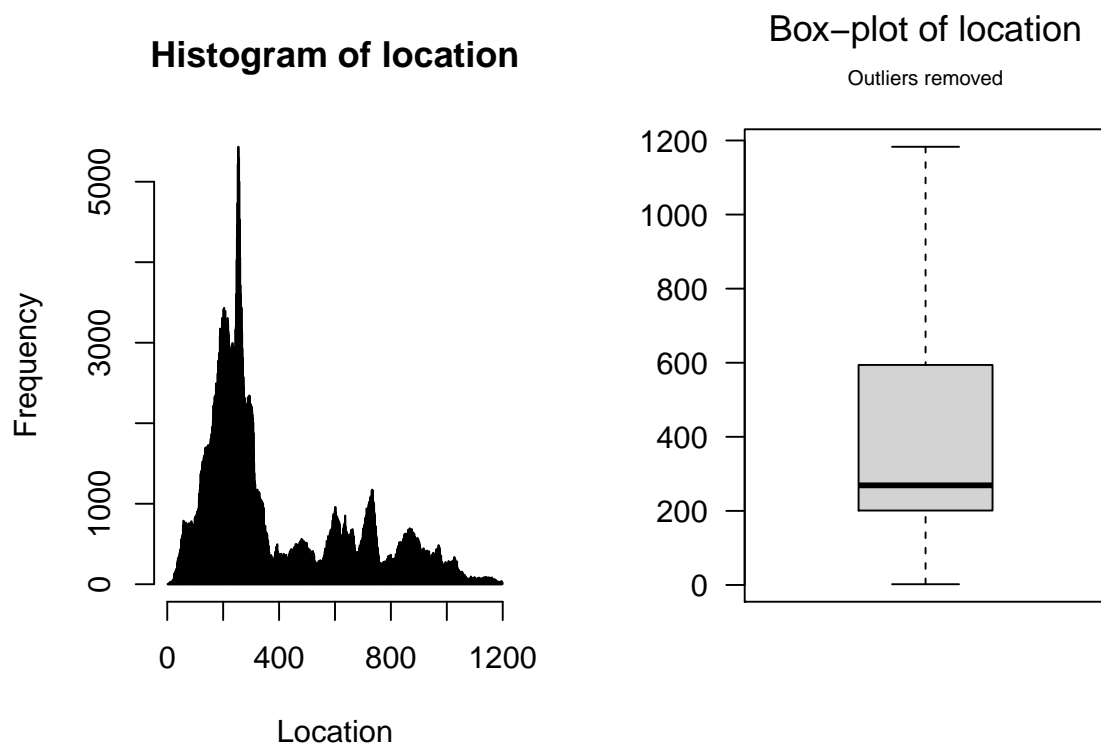 Histogram of location
Frequency
5000
3000
1000
0
0 400 800 1200
Location
Box−plot of location
Outliers removed
1200
1000
800
600
400
200
0